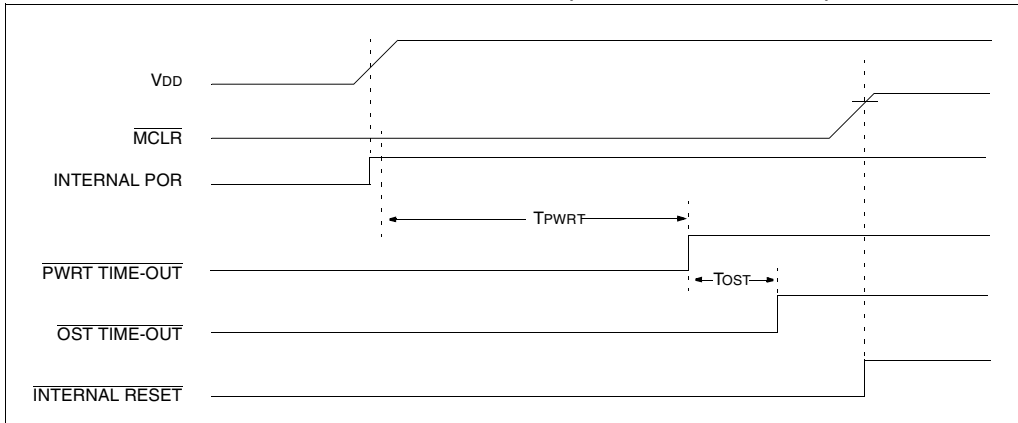 VDD
MCLR
INTERNAL POR
TPWRT
PWRT TIME-OUT
TOST
OST TIME-OUT
INTERNAL RESET